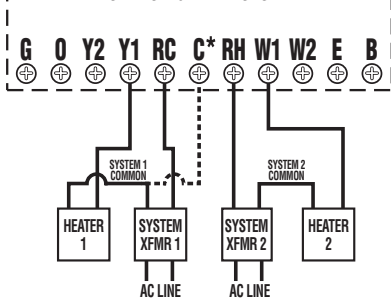 G O Y2 Y1 RC C* RH W1 W2 E B
SYSTEM 1
COMMON
SYSTEM 2
COMMON
HEATER
1
SYSTEM
XFMR 1
SYSTEM
XFMR 2
HEATER
2
AC LINE
AC LINE